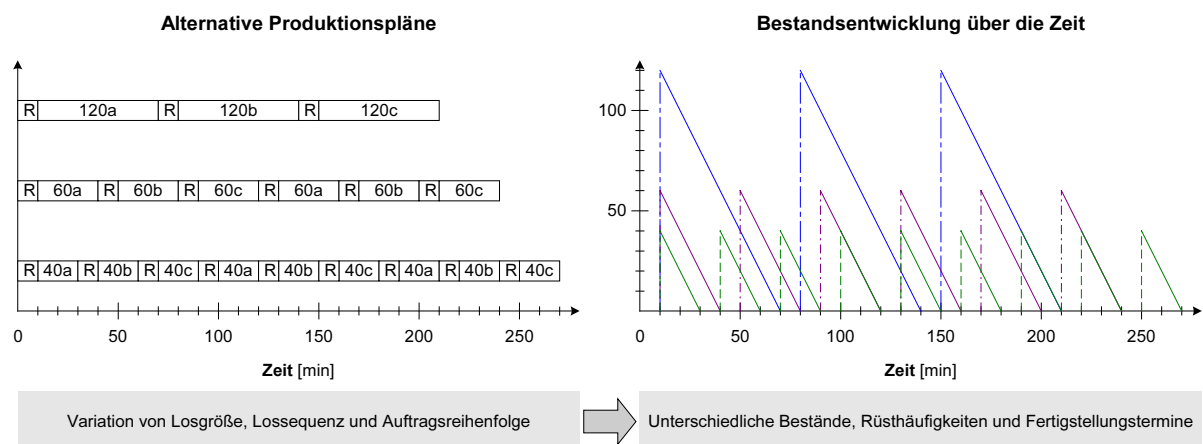 Alternative Produktionspläne
R 120a R 120b R 120c
R 60a R 60b R 60c R 60a R 60b R 60c
R 40a R 40b R 40c R 40a R 40b R 40c R 40a R 40b R 40c
0 50 100 150 200 250
Zeit [min]
Variation von Losgröße, Lossequenz und Auftragsreihenfolge
Bestandsentwicklung über die Zeit
100
50
0 50 100 150 200 250
Zeit [min]
Unterschiedliche Bestände, Rüsthäufigkeiten und Fertigstellungstermine